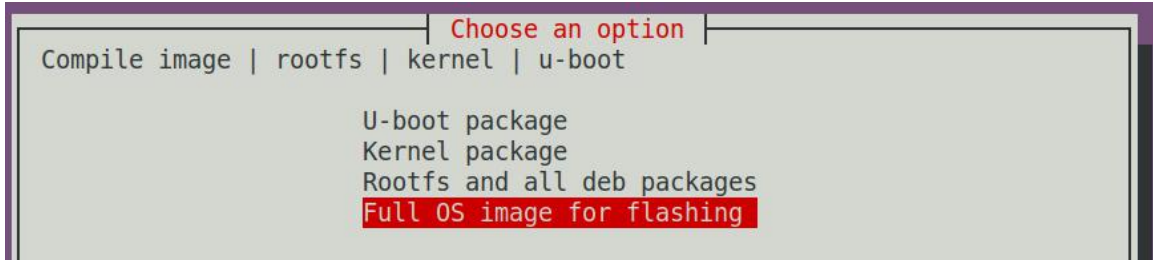 Choose an option
Compile image | rootfs | kernel | u-boot
U-boot package
Kernel package
Rootfs and all deb packages
Full OS image for flashing